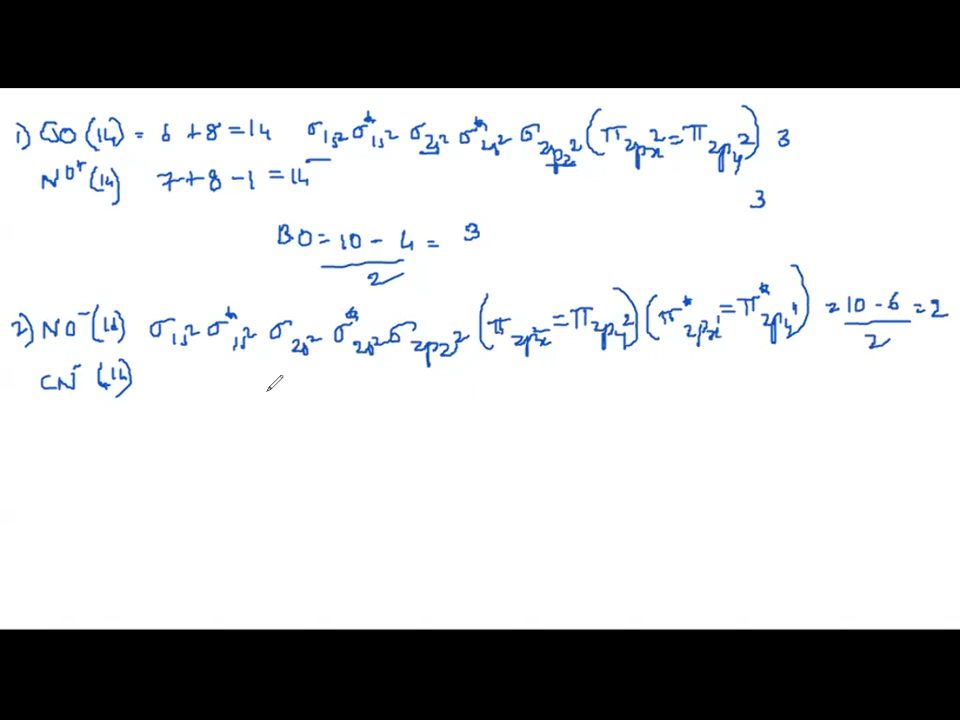 1) CO (14) = 6 + 8 = 14 σ1s² σ*1s² σ2s² σ*2s² σ2pz² (π2px² = π2py²) 3
NO⁺ (14) 7 + 8 - 1 = 14 3
BO = 10 - 4 / 2 = 3
2) NO⁻ (16) σ1s² σ*1s² σ2s² σ*2s² σ2pz² (π2px² = π2py²) (π*2px¹ = π*2py¹) = 10 - 6 / 2 = 2
CN⁻ (14)